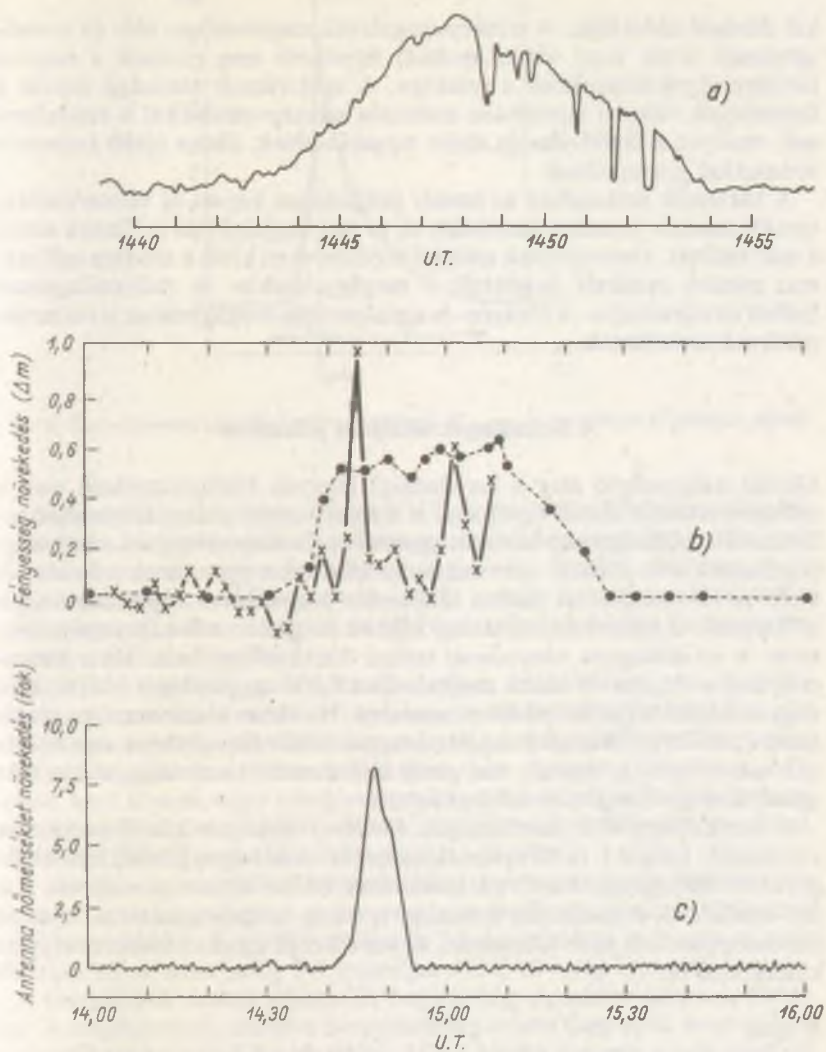 a)
1440 1445 1450 1455
U.T.
Fényesség növekedés (Δm)
1,0
0,8
0,6
0,4
0,2
0
b)
Antenna hőmérséklet növekedés (fok)
10,0
7,5
5,0
2,5
0
c)
14,00 14,30 15,00 15,30 16,00
U.T.